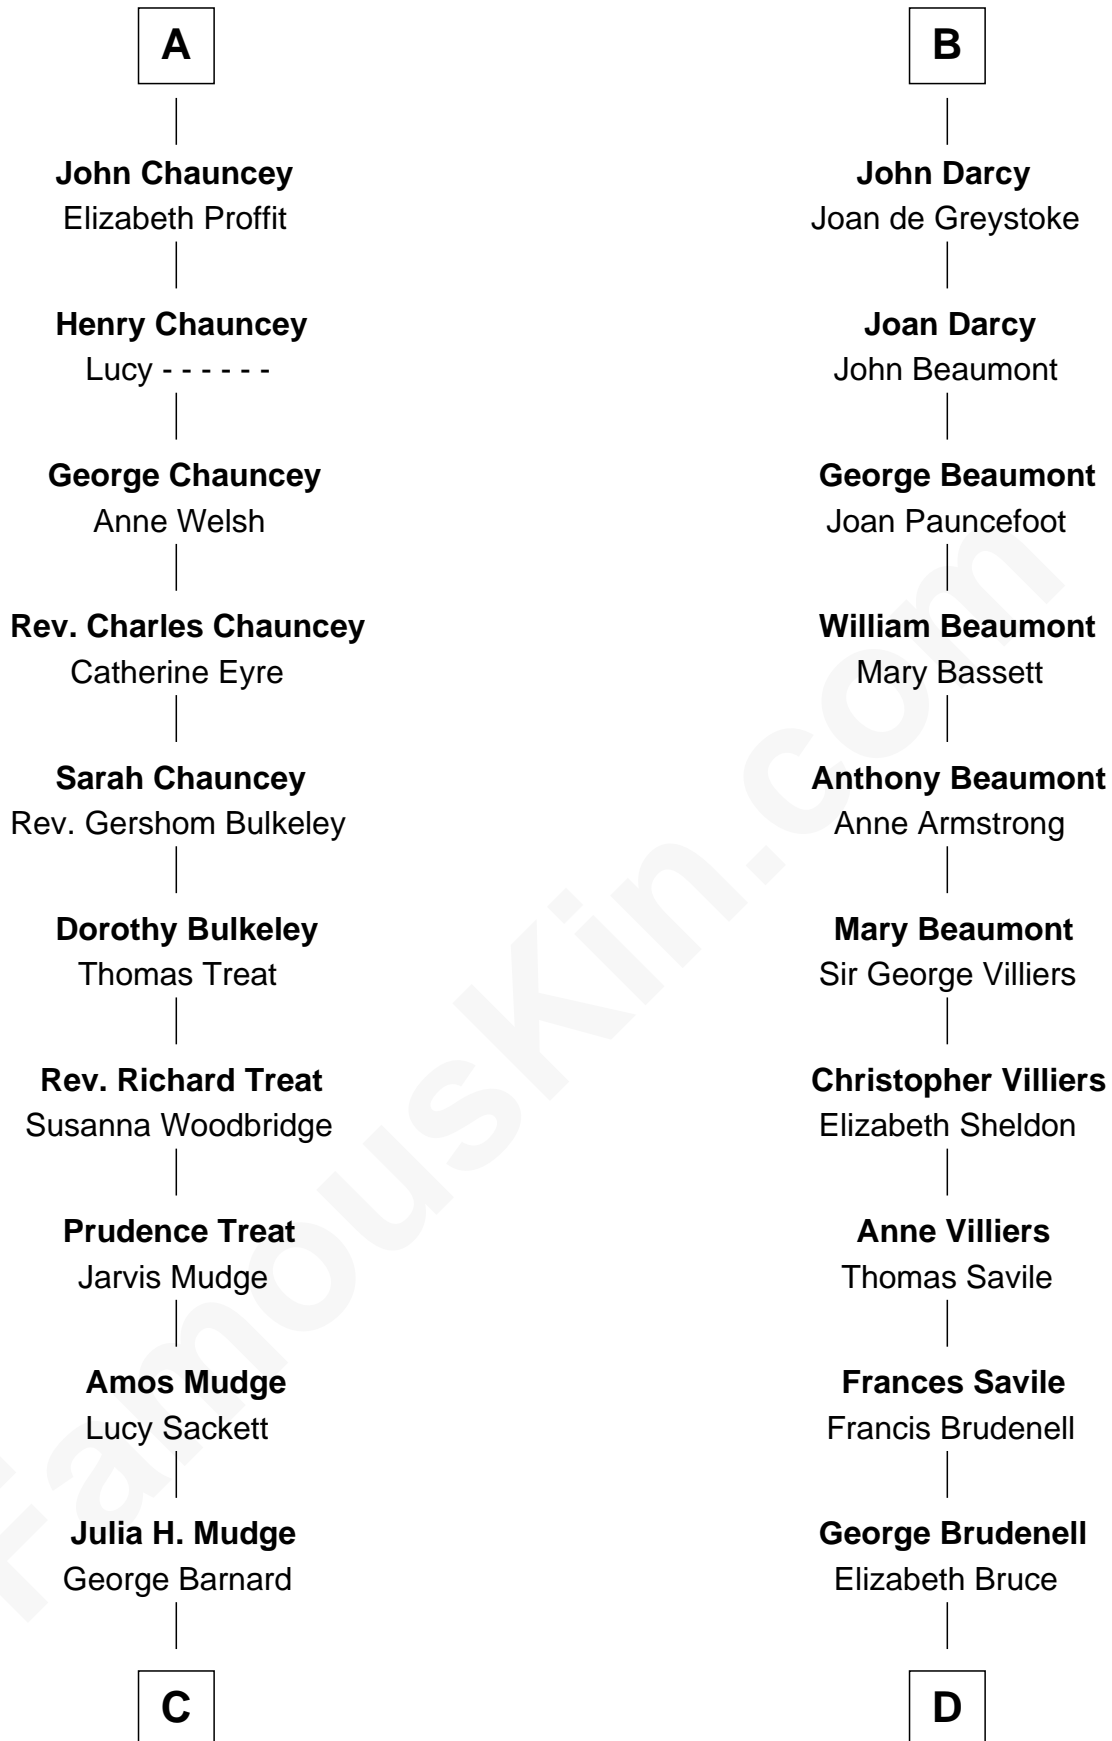 A
John Chauncey
Elizabeth Proffit
Henry Chauncey
Lucy - - - - - -
George Chauncey
Anne Welsh
Rev. Charles Chauncey
Catherine Eyre
Sarah Chauncey
Rev. Gershom Bulkeley
Dorothy Bulkeley
Thomas Treat
Rev. Richard Treat
Susanna Woodbridge
Prudence Treat
Jarvis Mudge
Amos Mudge
Lucy Sackett
Julia H. Mudge
George Barnard
C
B
John Darcy
Joan de Greystoke
Joan Darcy
John Beaumont
George Beaumont
Joan Pauncefoot
William Beaumont
Mary Bassett
Anthony Beaumont
Anne Armstrong
Mary Beaumont
Sir George Villiers
Christopher Villiers
Elizabeth Sheldon
Anne Villiers
Thomas Savile
Frances Savile
Francis Brudenell
George Brudenell
Elizabeth Bruce
D
FamousKin.com